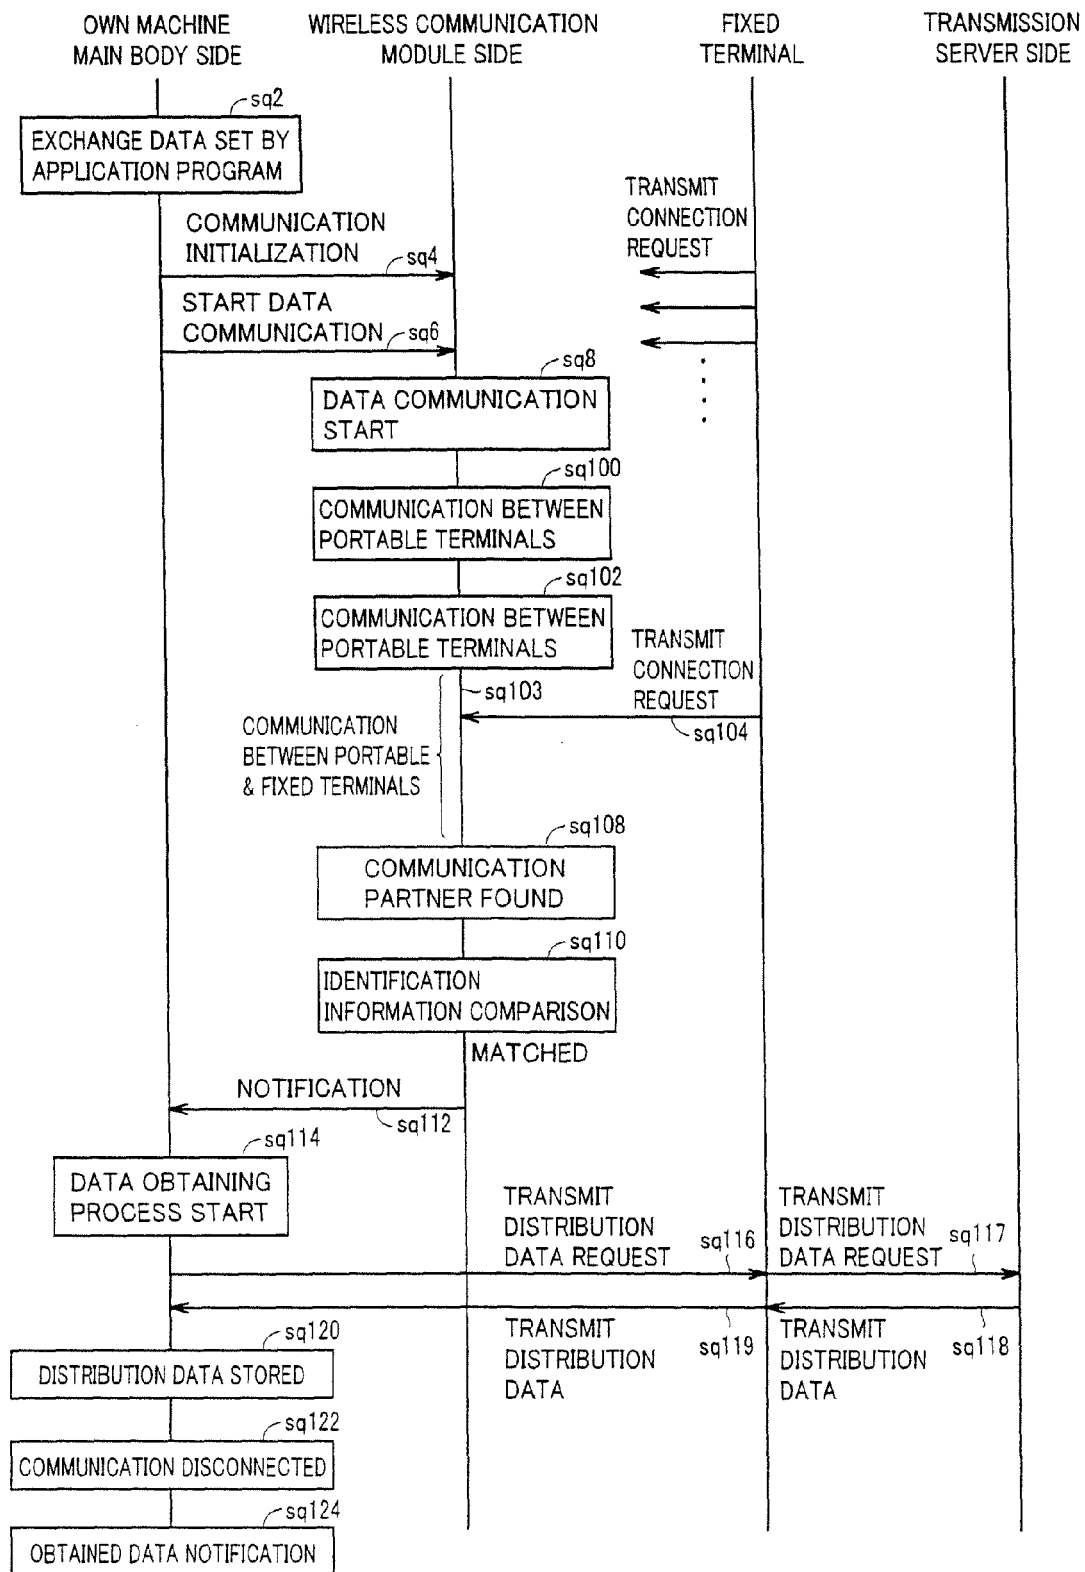 OWN MACHINE
MAIN BODY SIDE
WIRELESS COMMUNICATION
MODULE SIDE
FIXED
TERMINAL
TRANSMISSION
SERVER SIDE
sq2
EXCHANGE DATA SET BY
APPLICATION PROGRAM
TRANSMIT
CONNECTION
REQUEST
COMMUNICATION
INITIALIZATION
sq4
START DATA
COMMUNICATION
sq6
sq8
DATA COMMUNICATION
START
sq100
COMMUNICATION BETWEEN
PORTABLE TERMINALS
sq102
COMMUNICATION BETWEEN
PORTABLE TERMINALS
TRANSMIT
CONNECTION
REQUEST
sq103
sq104
COMMUNICATION
BETWEEN PORTABLE
& FIXED TERMINALS
sq108
COMMUNICATION
PARTNER FOUND
sq110
IDENTIFICATION
INFORMATION COMPARISON
MATCHED
NOTIFICATION
sq112
sq114
DATA OBTAINING
PROCESS START
TRANSMIT
DISTRIBUTION
DATA REQUEST
sq116
TRANSMIT
DISTRIBUTION
DATA REQUEST
sq117
TRANSMIT
DISTRIBUTION
DATA
sq119
TRANSMIT
DISTRIBUTION
DATA
sq118
sq120
DISTRIBUTION DATA STORED
sq122
COMMUNICATION DISCONNECTED
sq124
OBTAINED DATA NOTIFICATION